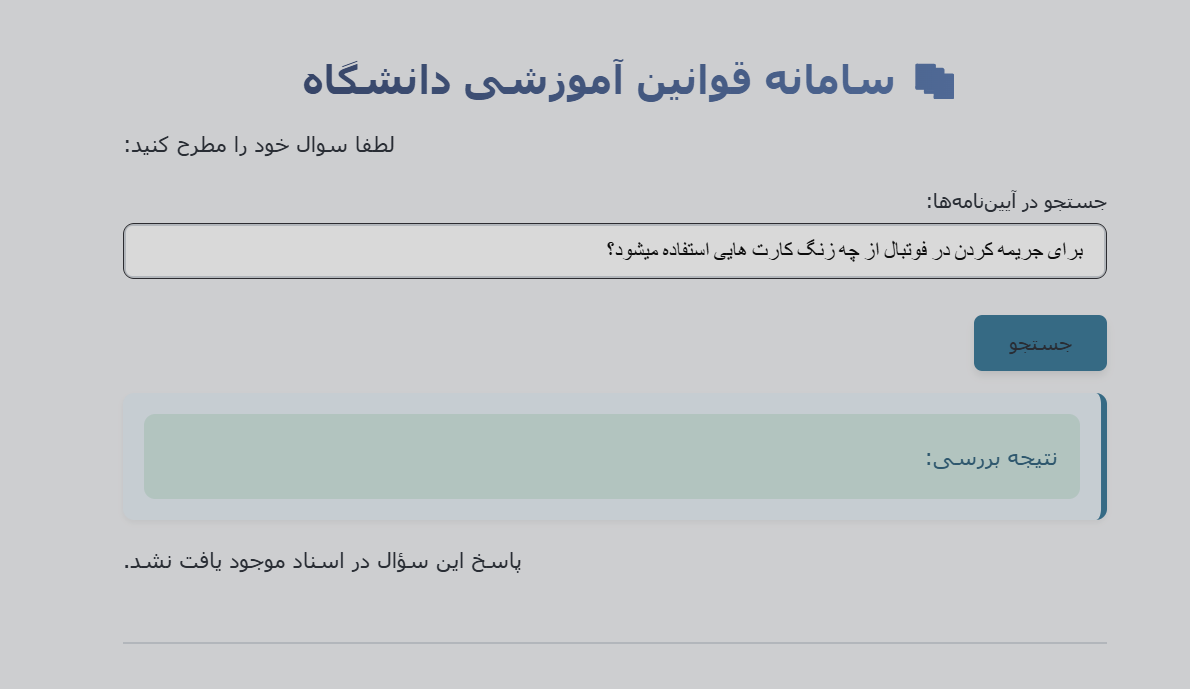 سامانه قوانین آموزشی دانشگاه
لطفا سوال خود را مطرح کنید:
جستجو در آیین‌نامه‌ها:
برای جریمه کردن در فوتبال از چه زنگ کارت هایی استفاده میشود؟
جستجو
نتیجه بررسی:
پاسخ این سؤال در اسناد موجود یافت نشد.